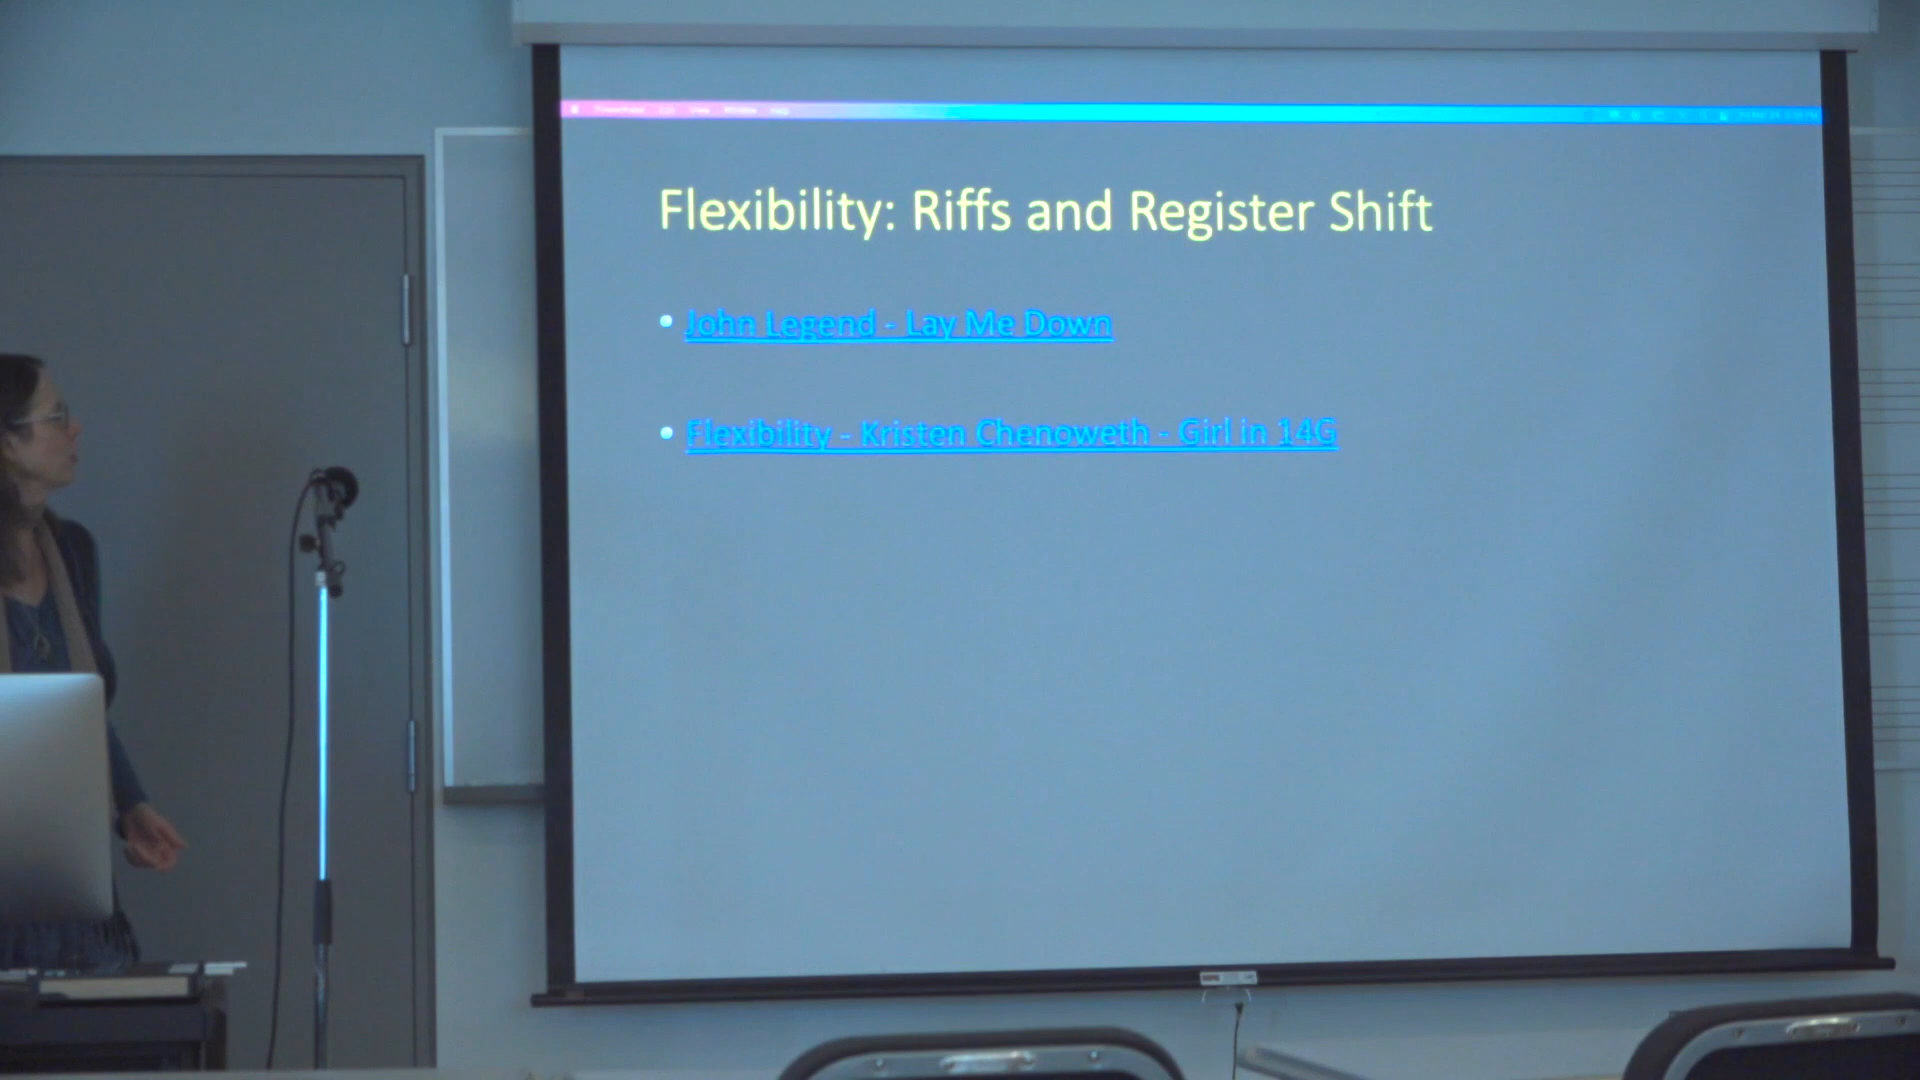 Flexibility: Riffs and Register Shift
• John Legend - Lay Me Down
• Flexibility - Kristen Chenoweth - Girl in 14G